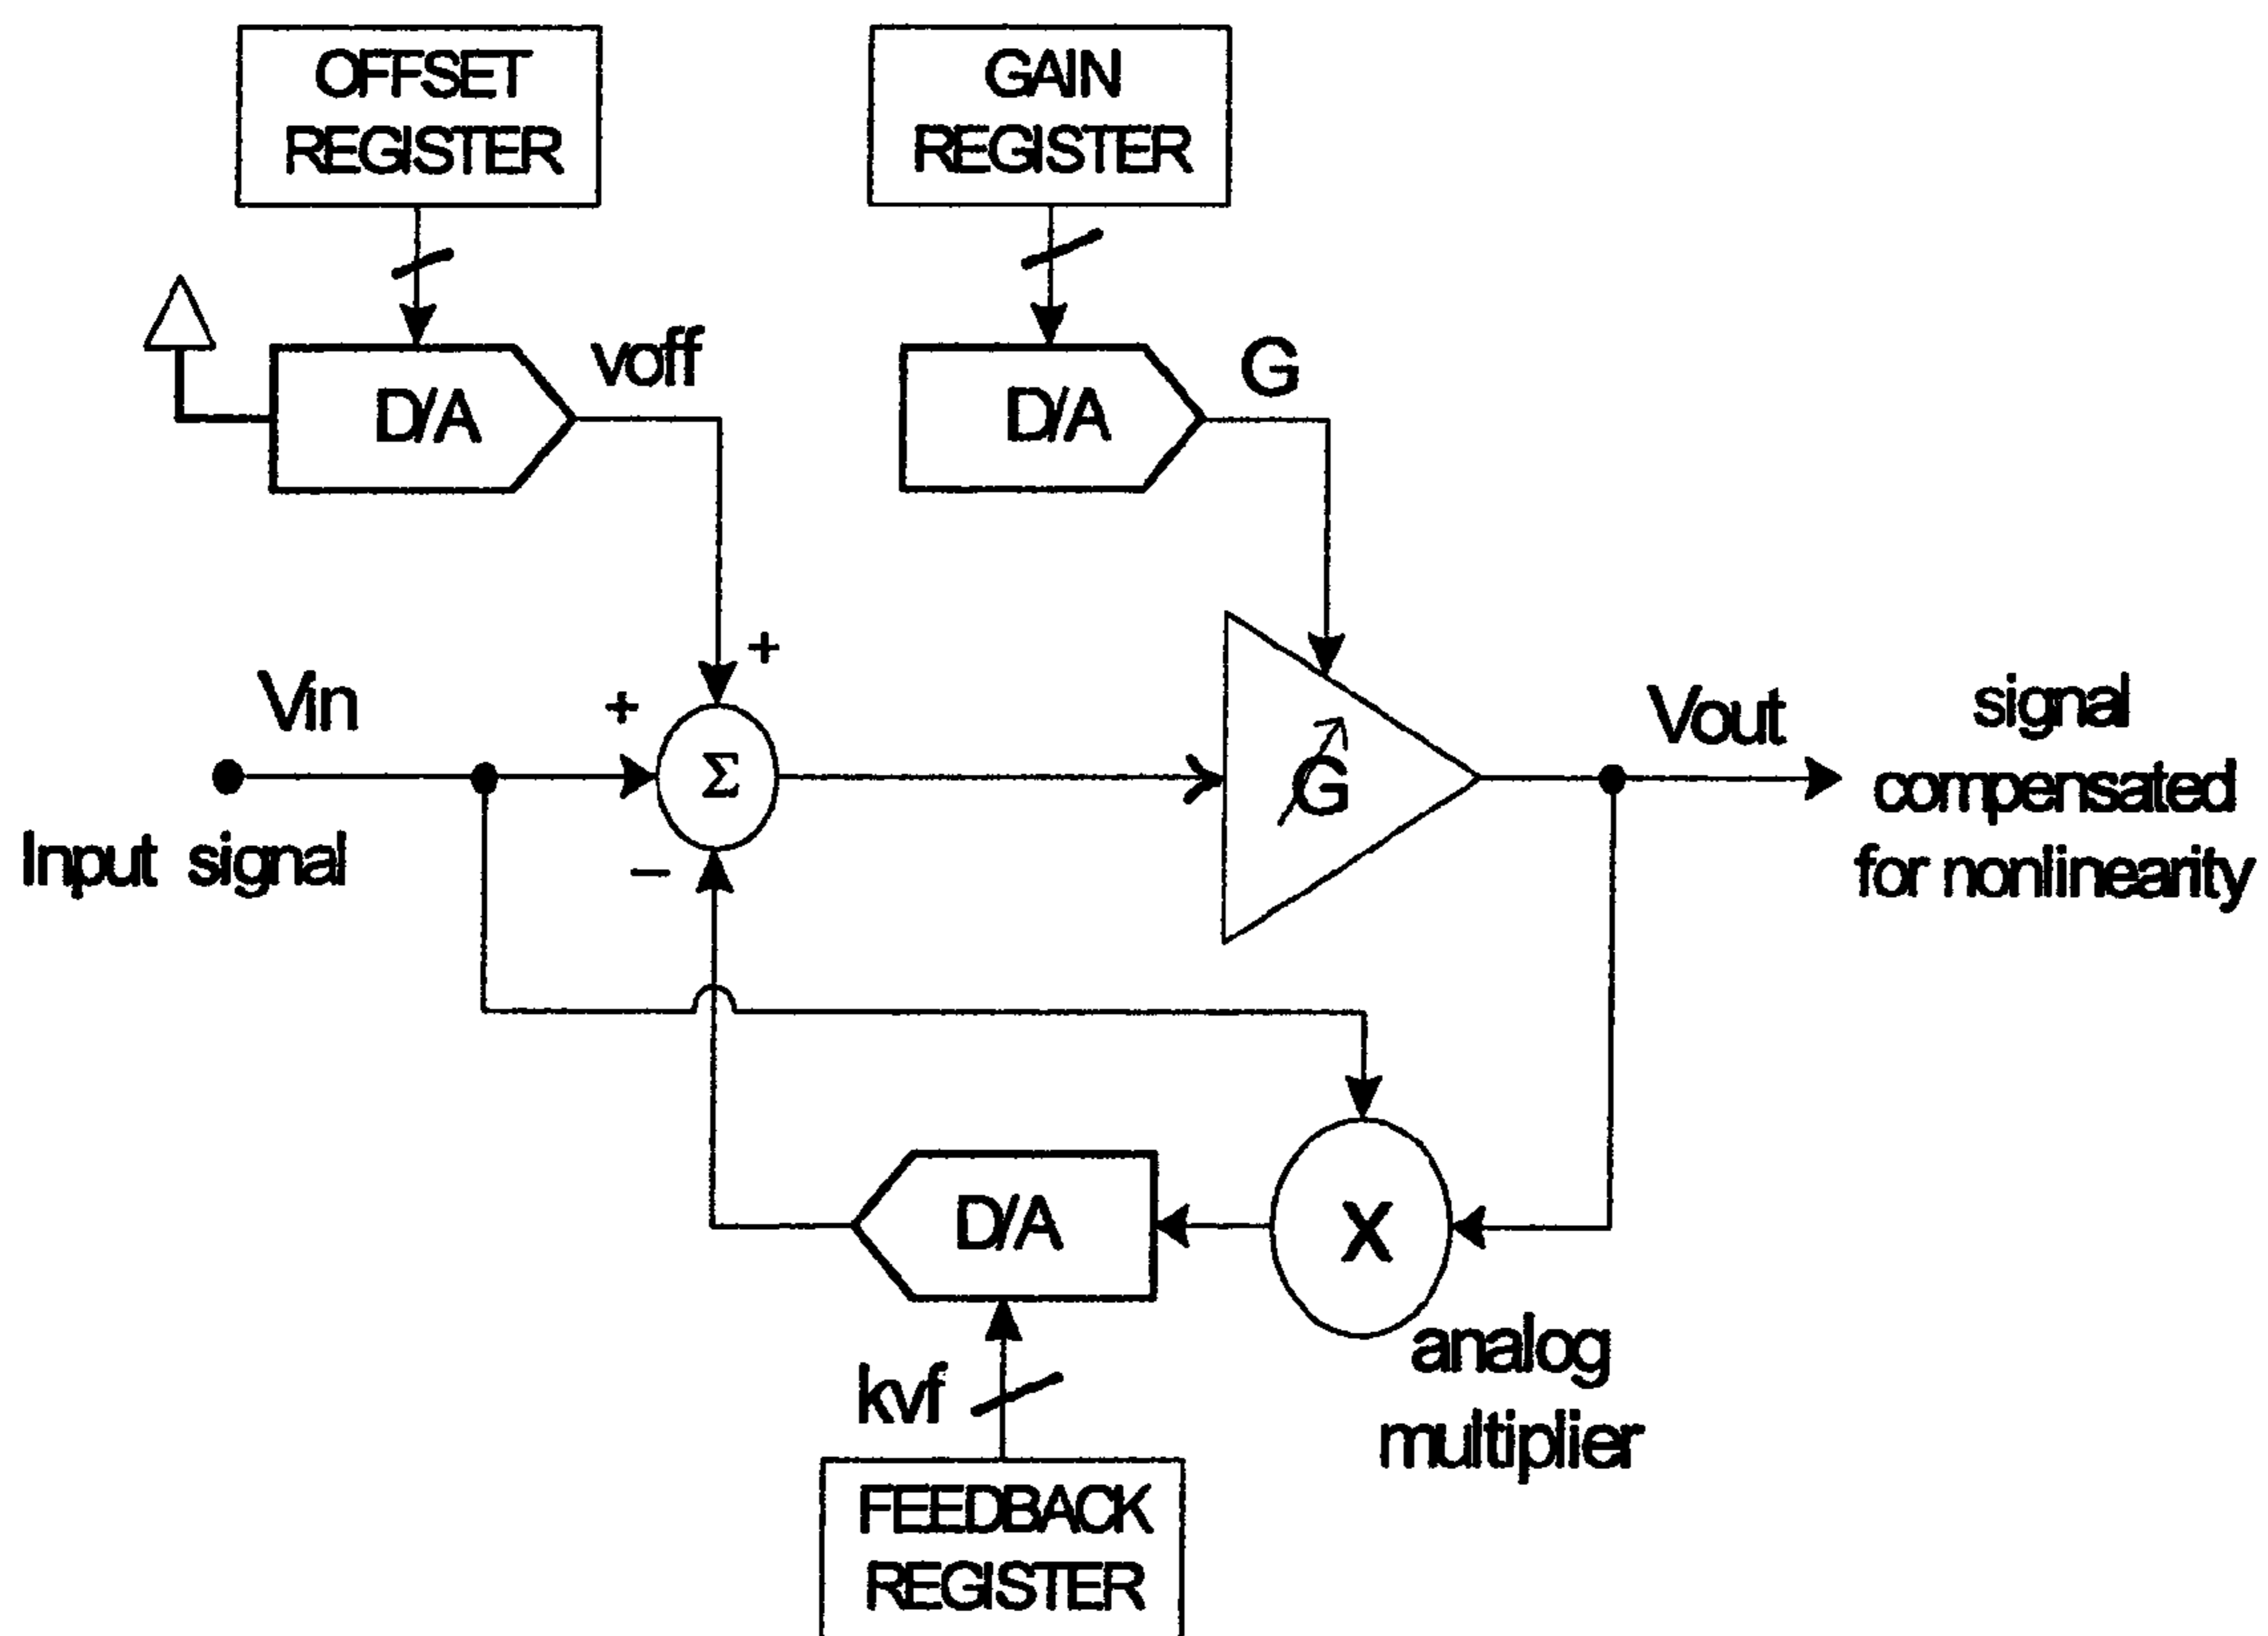 OFFSET
REGISTER
GAIN
REGISTER
D/A
voff
D/A
G
+
Vin
+
Σ
G
Vout
signal
compensated
for nonlinearity
Input signal
−
D/A
X
kvf
analog
multiplier
FEEDBACK
REGISTER